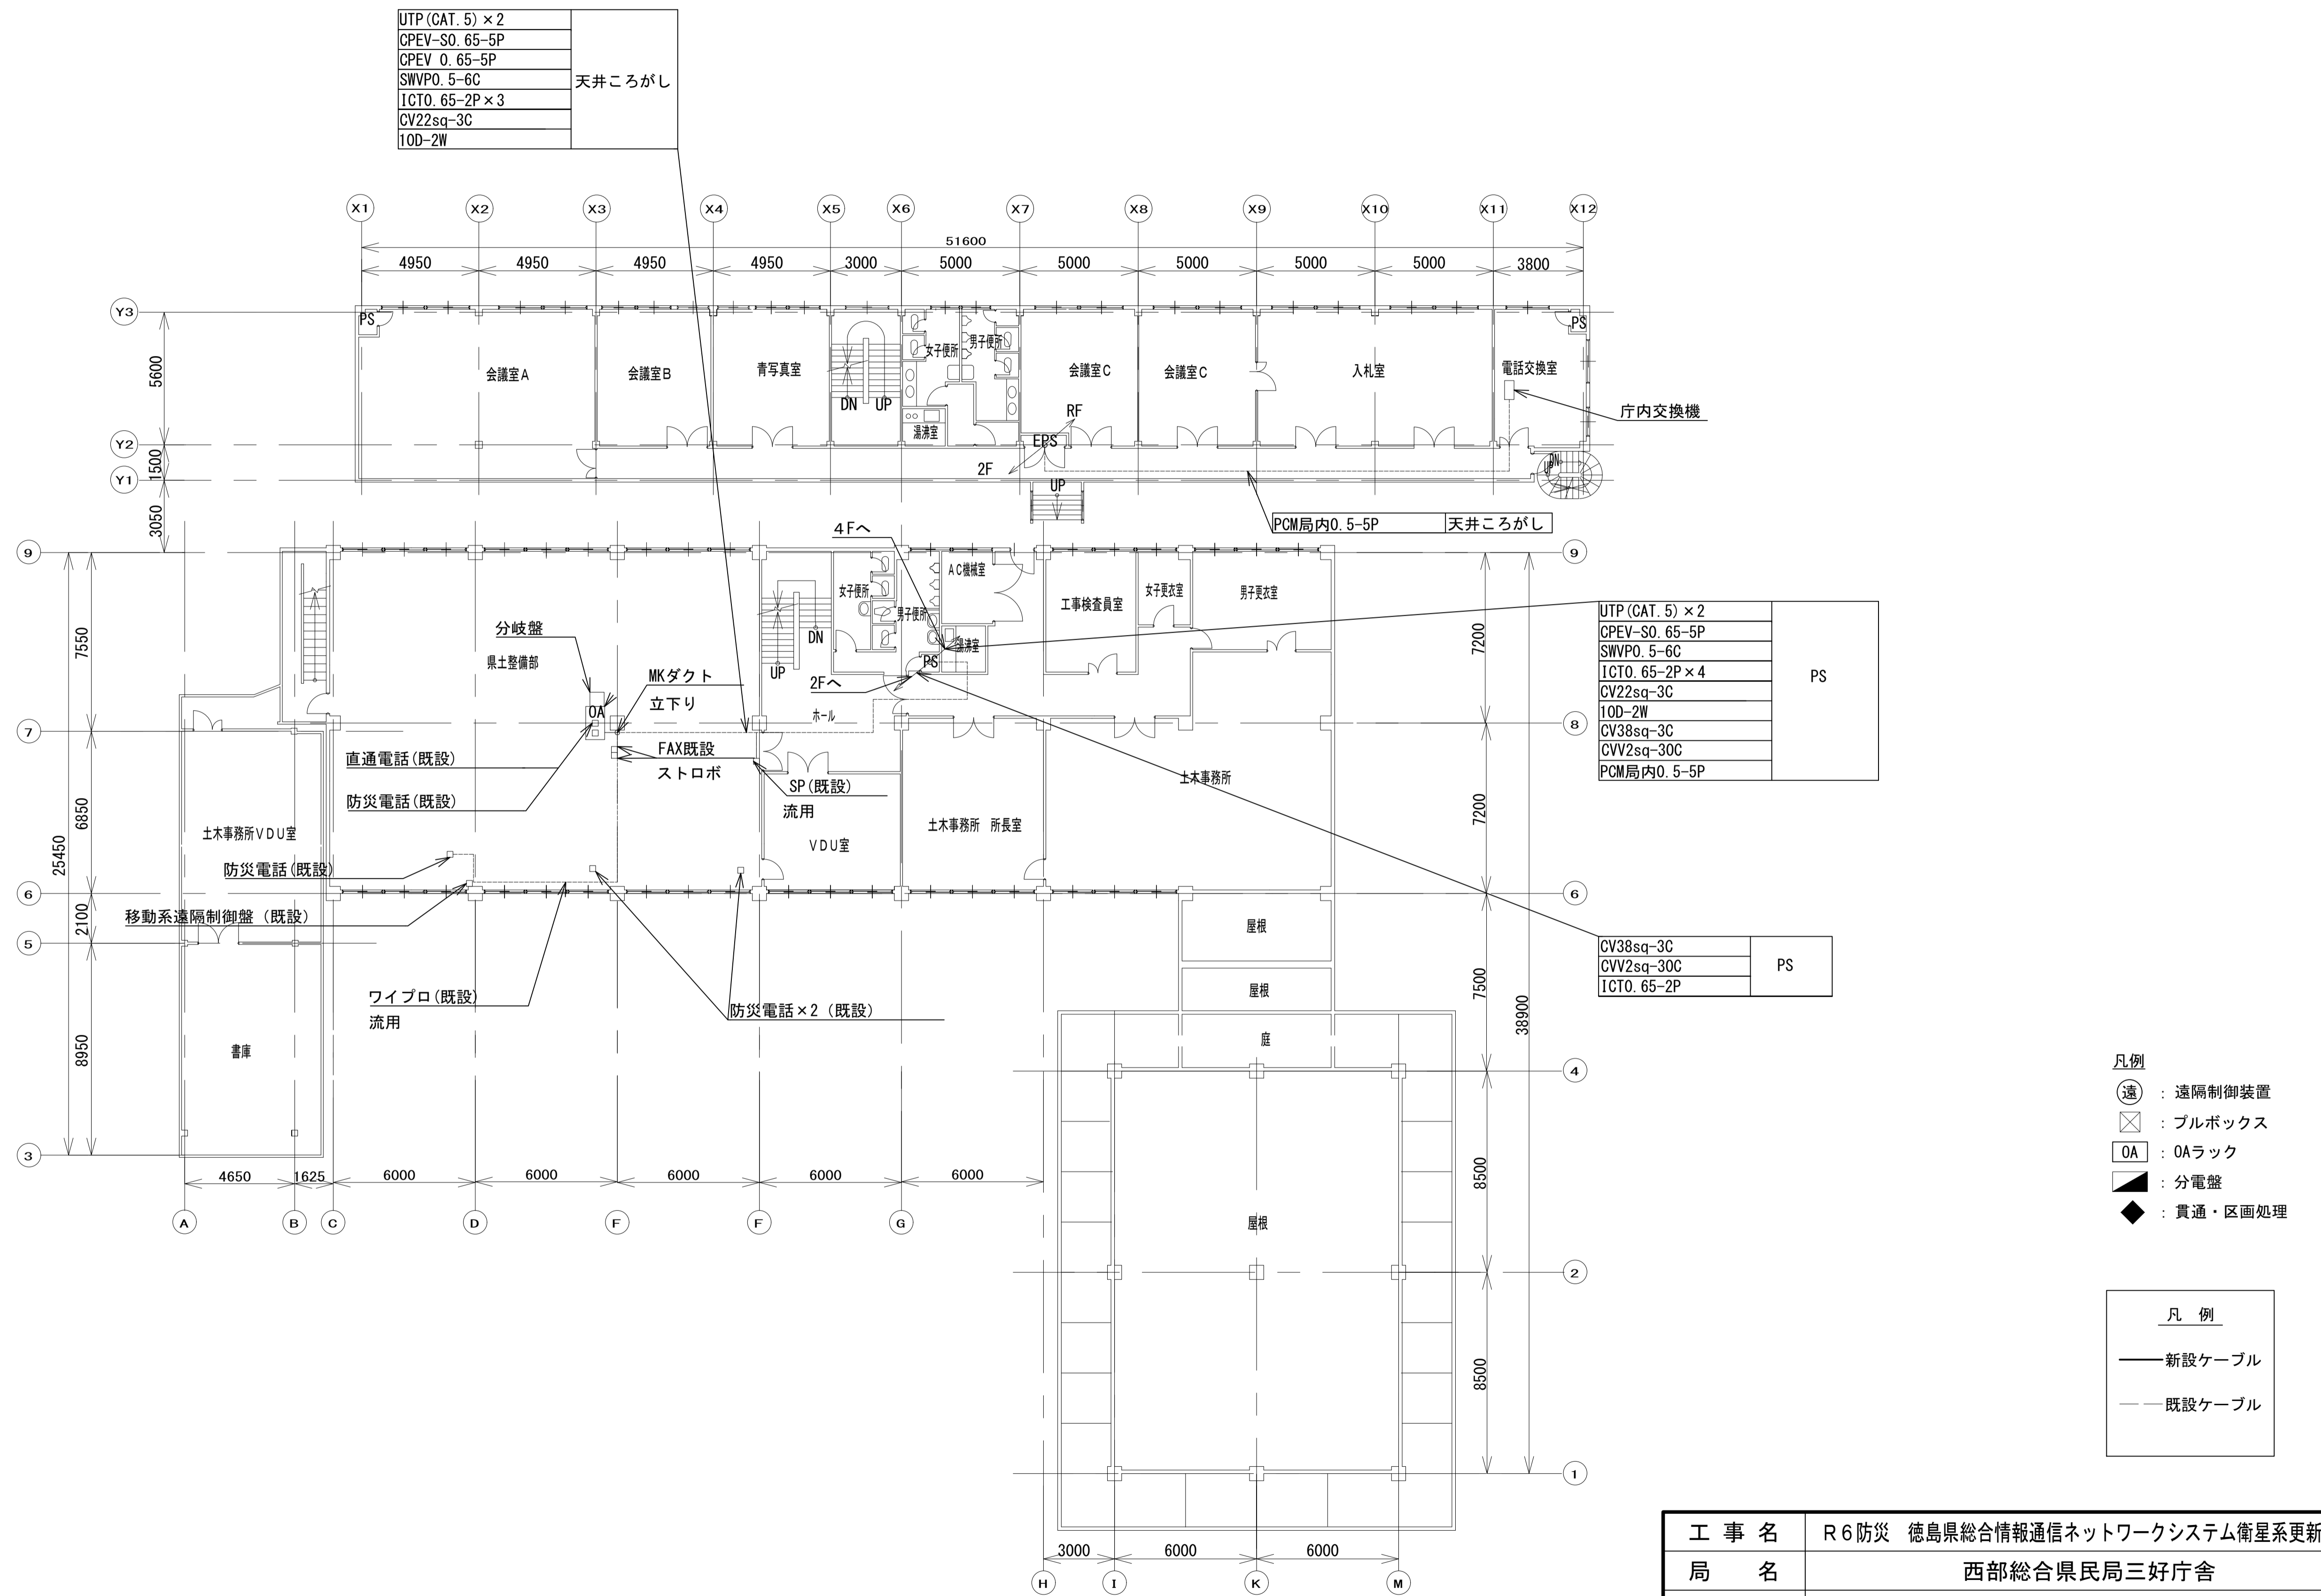 UTP(CAT.5)×2
CPEV-S0.65-5P
CPEV 0.65-5P
SWVP0.5-6C
ICT0.65-2P×3
CV22sq-3C
10D-2W
天井ころがし
X1 X2 X3 X4 X5 X6 X7 X8 X9 X10 X11 X12
51600
4950 4950 4950 4950 3000 5000 5000 5000 5000 5000 3800
Y3
Y2
Y1
5600
1500
3050
PS
会議室A
会議室B
青写真室
DN UP
女子便所
男子便所
湯沸室
会議室C
会議室C
入札室
電話交換室
PS
庁内交換機
RF
EPS
2F
UP
DN
UP
PCM局内0.5-5P 天井ころがし
4Fへ
9
7
6
5
3
7550
6850
2100
8950
25450
分岐盤
県土整備部
OA
MKダクト
立下り
直通電話(既設)
防災電話(既設)
FAX既設
ストロボ
SP(既設)
流用
UP
DN
女子便所
男子便所
AC機械室
湯沸室
PS
2Fへ
ホール
工事検査員室
女子更衣室
男子更衣室
土木事務所
土木事務所 所長室
VDU室
土木事務所VDU室
防災電話(既設)
移動系遠隔制御盤(既設)
ワイプロ(既設)
流用
防災電話×2(既設)
書庫
屋根
屋根
庭
屋根
9
8
6
4
2
1
7200
7200
7500
8500
8500
38900
UTP(CAT.5)×2
CPEV-S0.65-5P
SWVP0.5-6C
ICT0.65-2P×4
CV22sq-3C
10D-2W
CV38sq-3C
CVV2sq-30C
PCM局内0.5-5P
PS
CV38sq-3C
CVV2sq-30C
ICT0.65-2P
PS
4650 1625 6000 6000 6000 6000 6000
A B C D F F G
3000 6000 6000
H I K M
凡例
遠 : 遠隔制御装置
: プルボックス
OA : OAラック
: 分電盤
: 貫通・区画処理
凡 例
新設ケーブル
既設ケーブル
工事名 R6防災 徳島県総合情報通信ネットワークシステム衛星系更新
局名 西部総合県民局三好庁舎